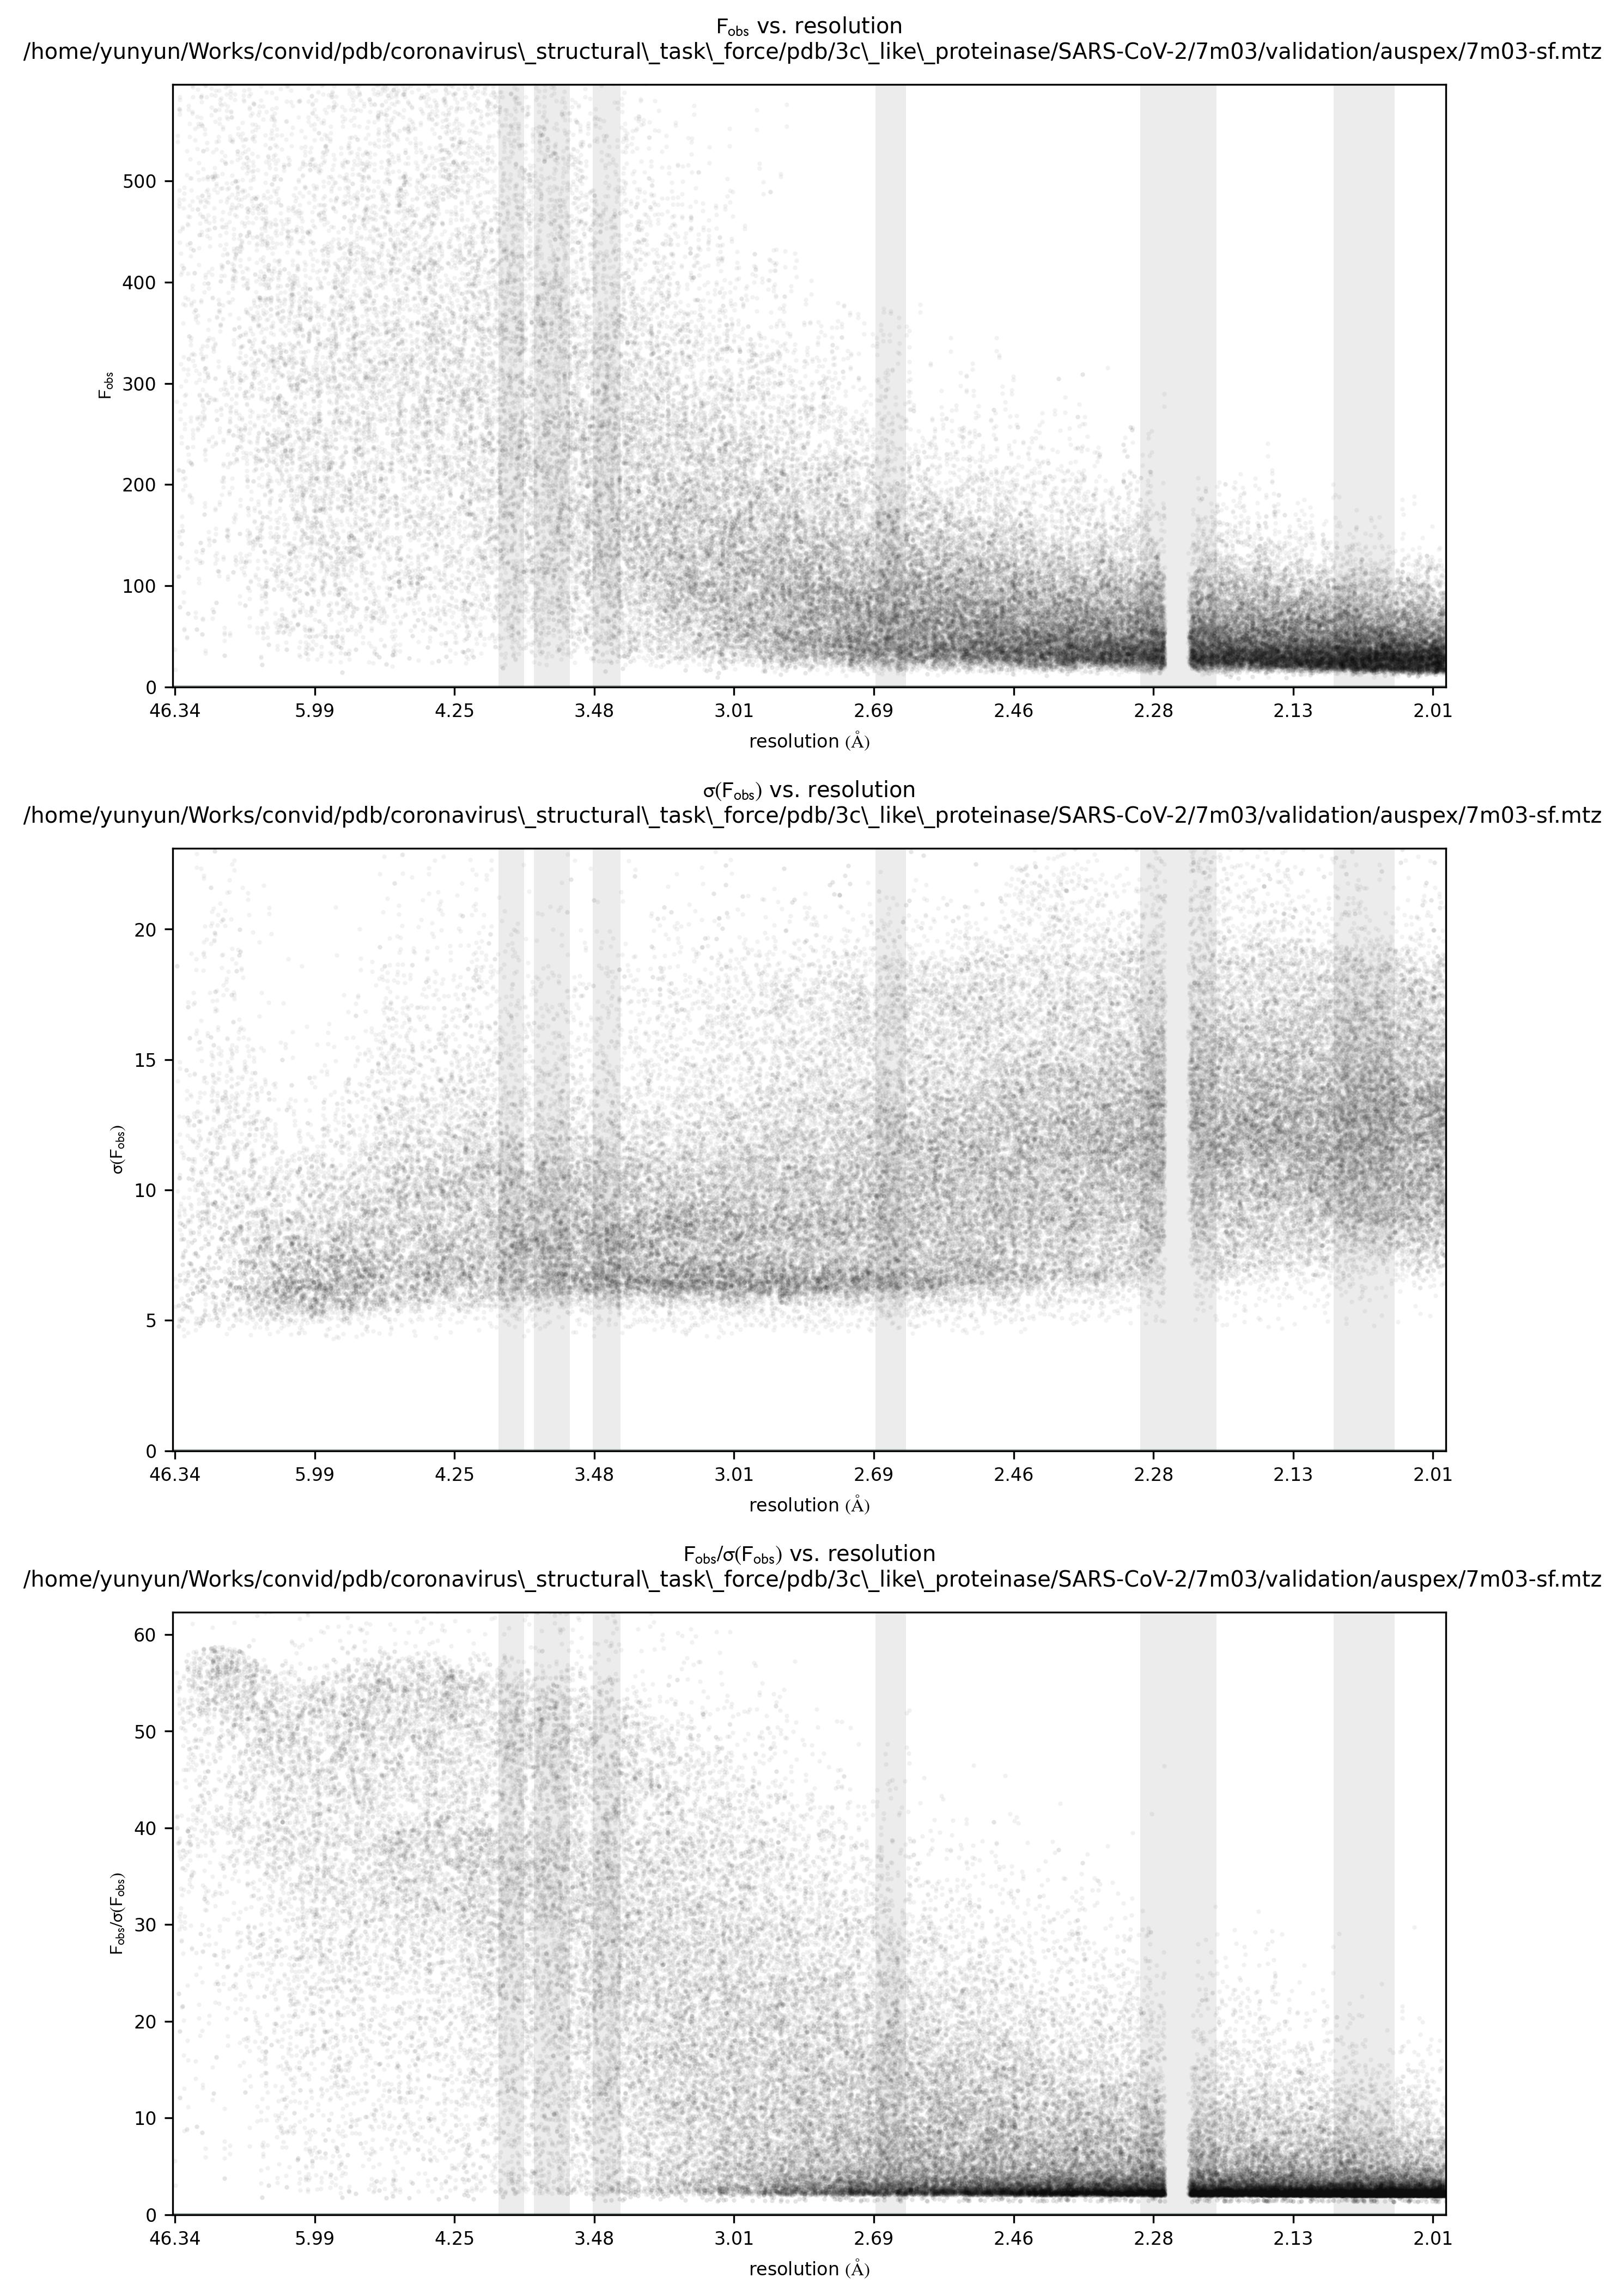 F_obs vs. resolution
/home/yunyun/Works/convid/pdb/coronavirus\_structural\_task\_force/pdb/3c\_like\_proteinase/SARS-CoV-2/7m03/validation/auspex/7m03-sf.mtz
500
400
300
200
100
0
F_obs
46.34 5.99 4.25 3.48 3.01 2.69 2.46 2.28 2.13 2.01
resolution (Å)
σ(F_obs) vs. resolution
/home/yunyun/Works/convid/pdb/coronavirus\_structural\_task\_force/pdb/3c\_like\_proteinase/SARS-CoV-2/7m03/validation/auspex/7m03-sf.mtz
20
15
10
5
0
σ(F_obs)
46.34 5.99 4.25 3.48 3.01 2.69 2.46 2.28 2.13 2.01
resolution (Å)
F_obs/σ(F_obs) vs. resolution
/home/yunyun/Works/convid/pdb/coronavirus\_structural\_task\_force/pdb/3c\_like\_proteinase/SARS-CoV-2/7m03/validation/auspex/7m03-sf.mtz
60
50
40
30
20
10
0
F_obs/σ(F_obs)
46.34 5.99 4.25 3.48 3.01 2.69 2.46 2.28 2.13 2.01
resolution (Å)